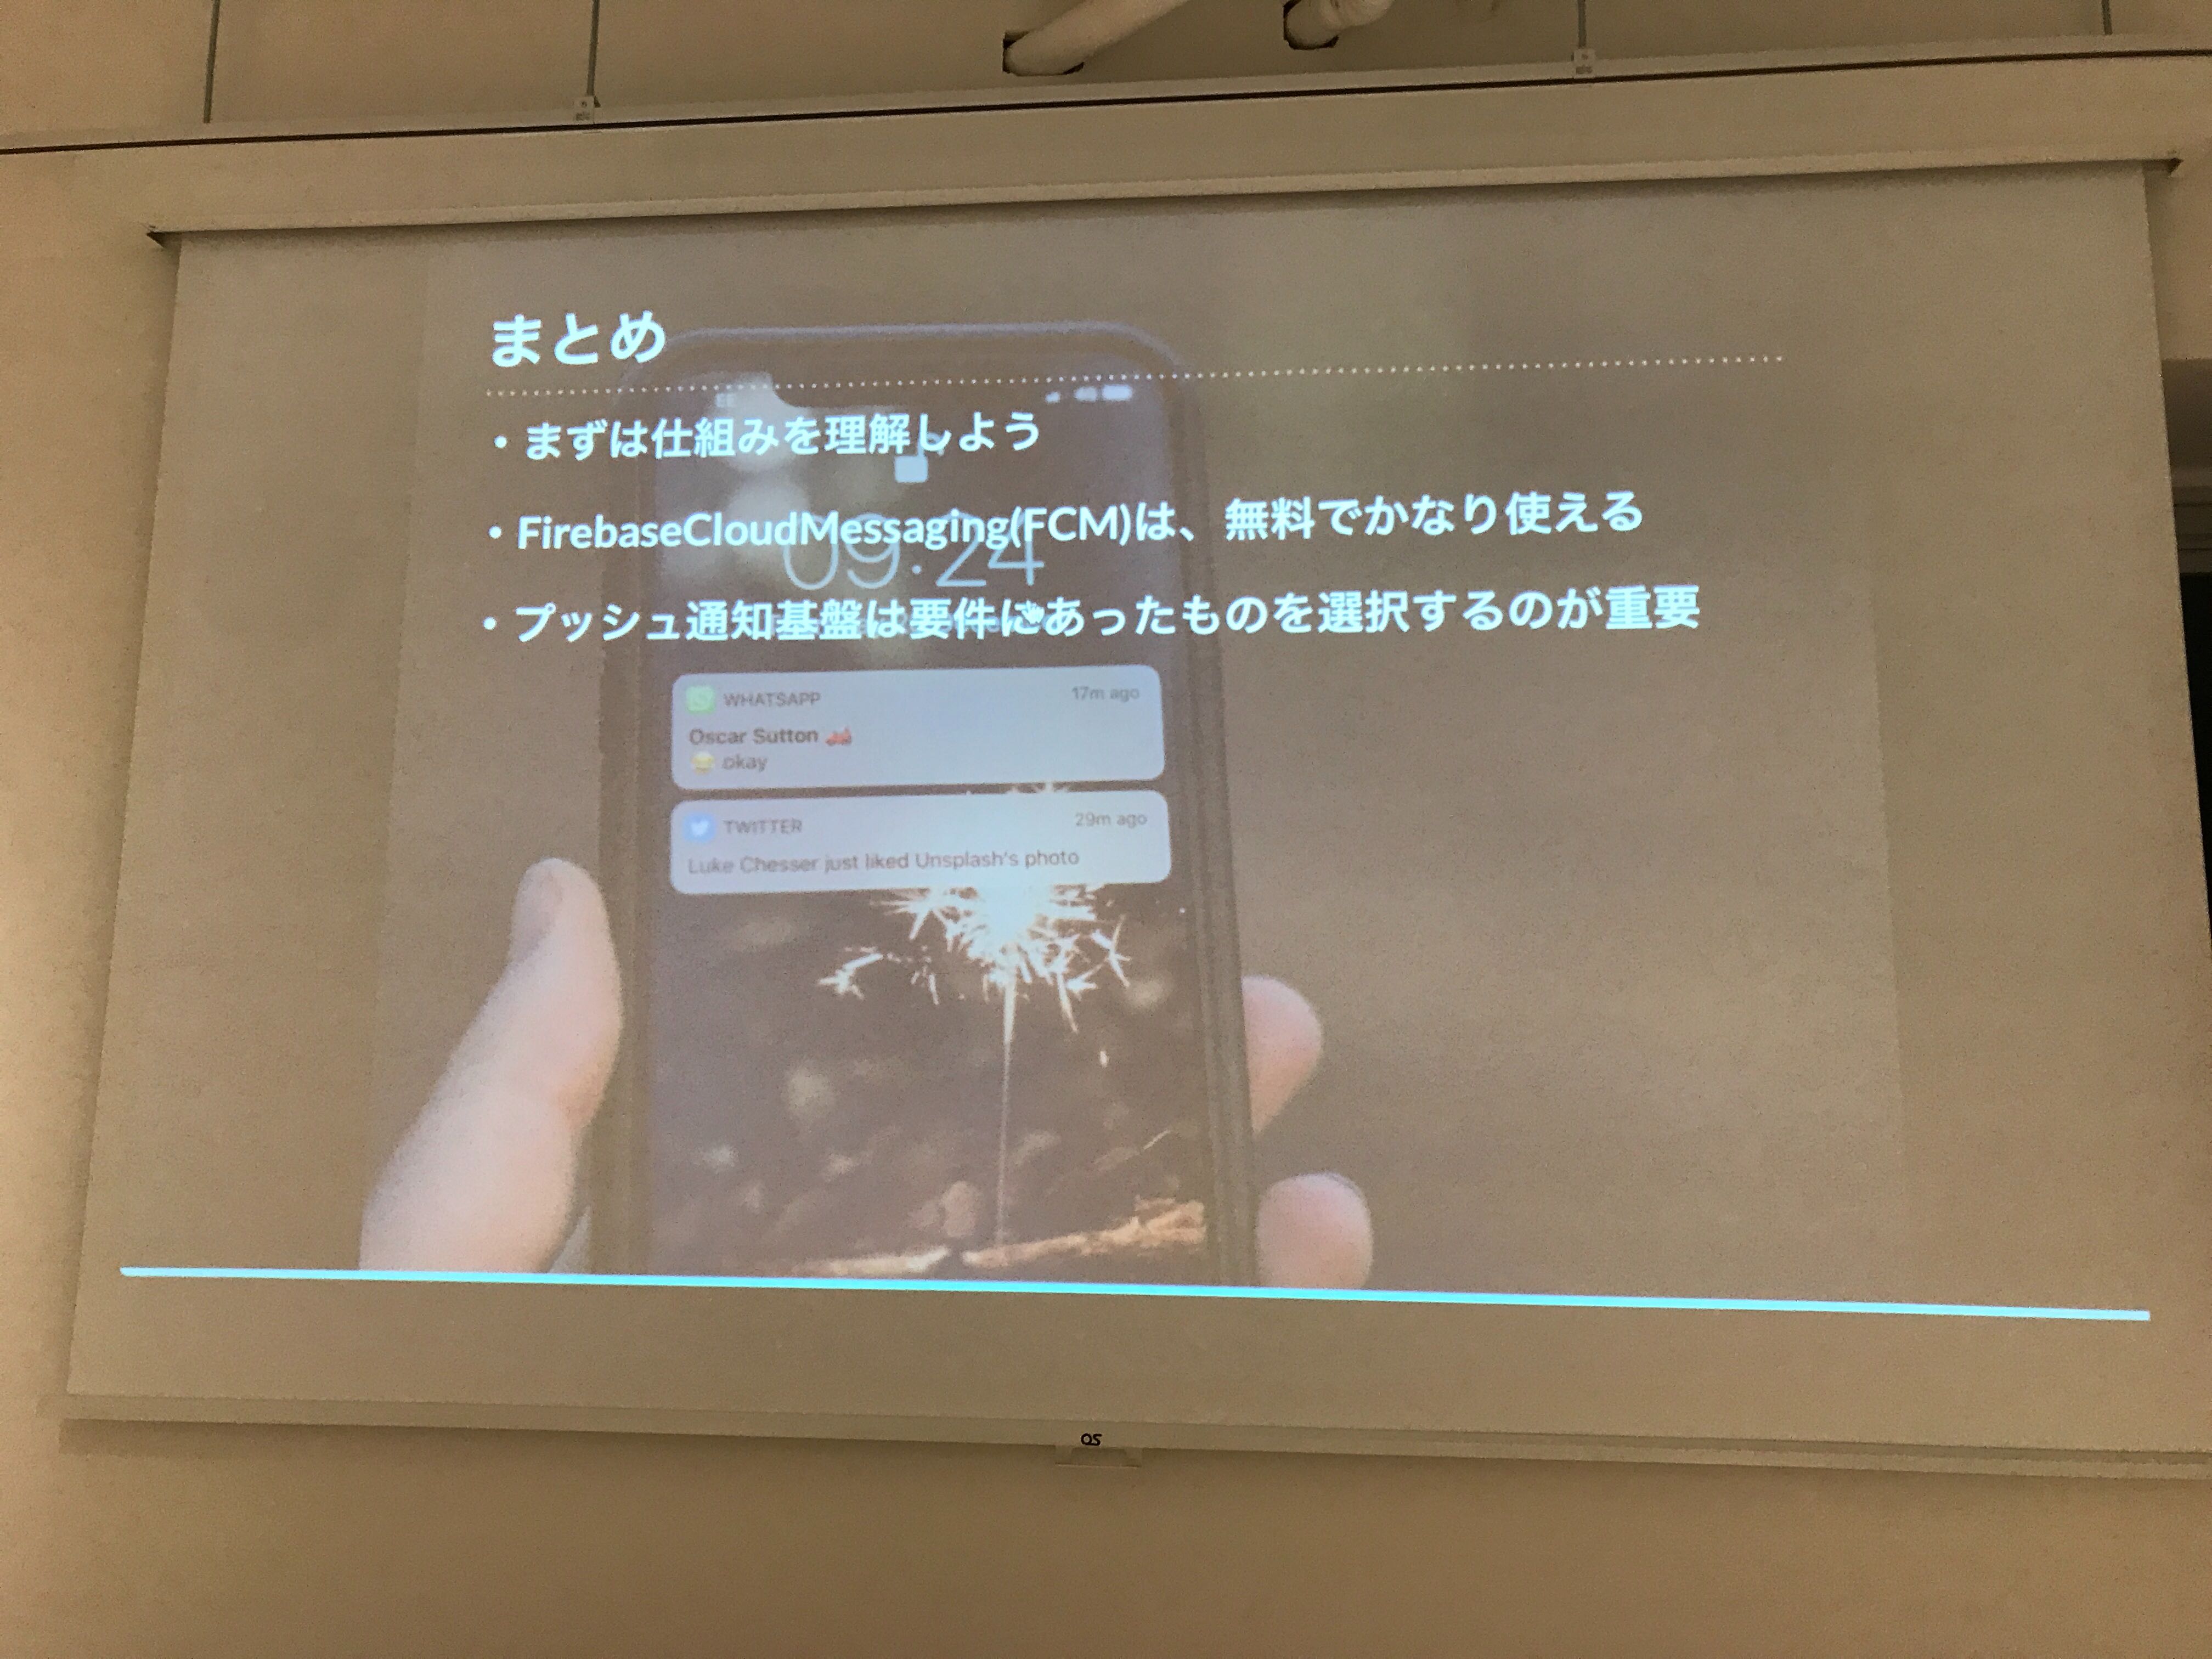 まとめ
・まずは仕組みを理解しよう
・FirebaseCloudMessaging(FCM)は、無料でかなり使える
09:24
・プッシュ通知基盤は要件にあったものを選択するのが重要
WHATSAPP 17m ago
Oscar Sutton
😂 okay
TWITTER 29m ago
Luke Chesser just liked Unsplash's photo
OS